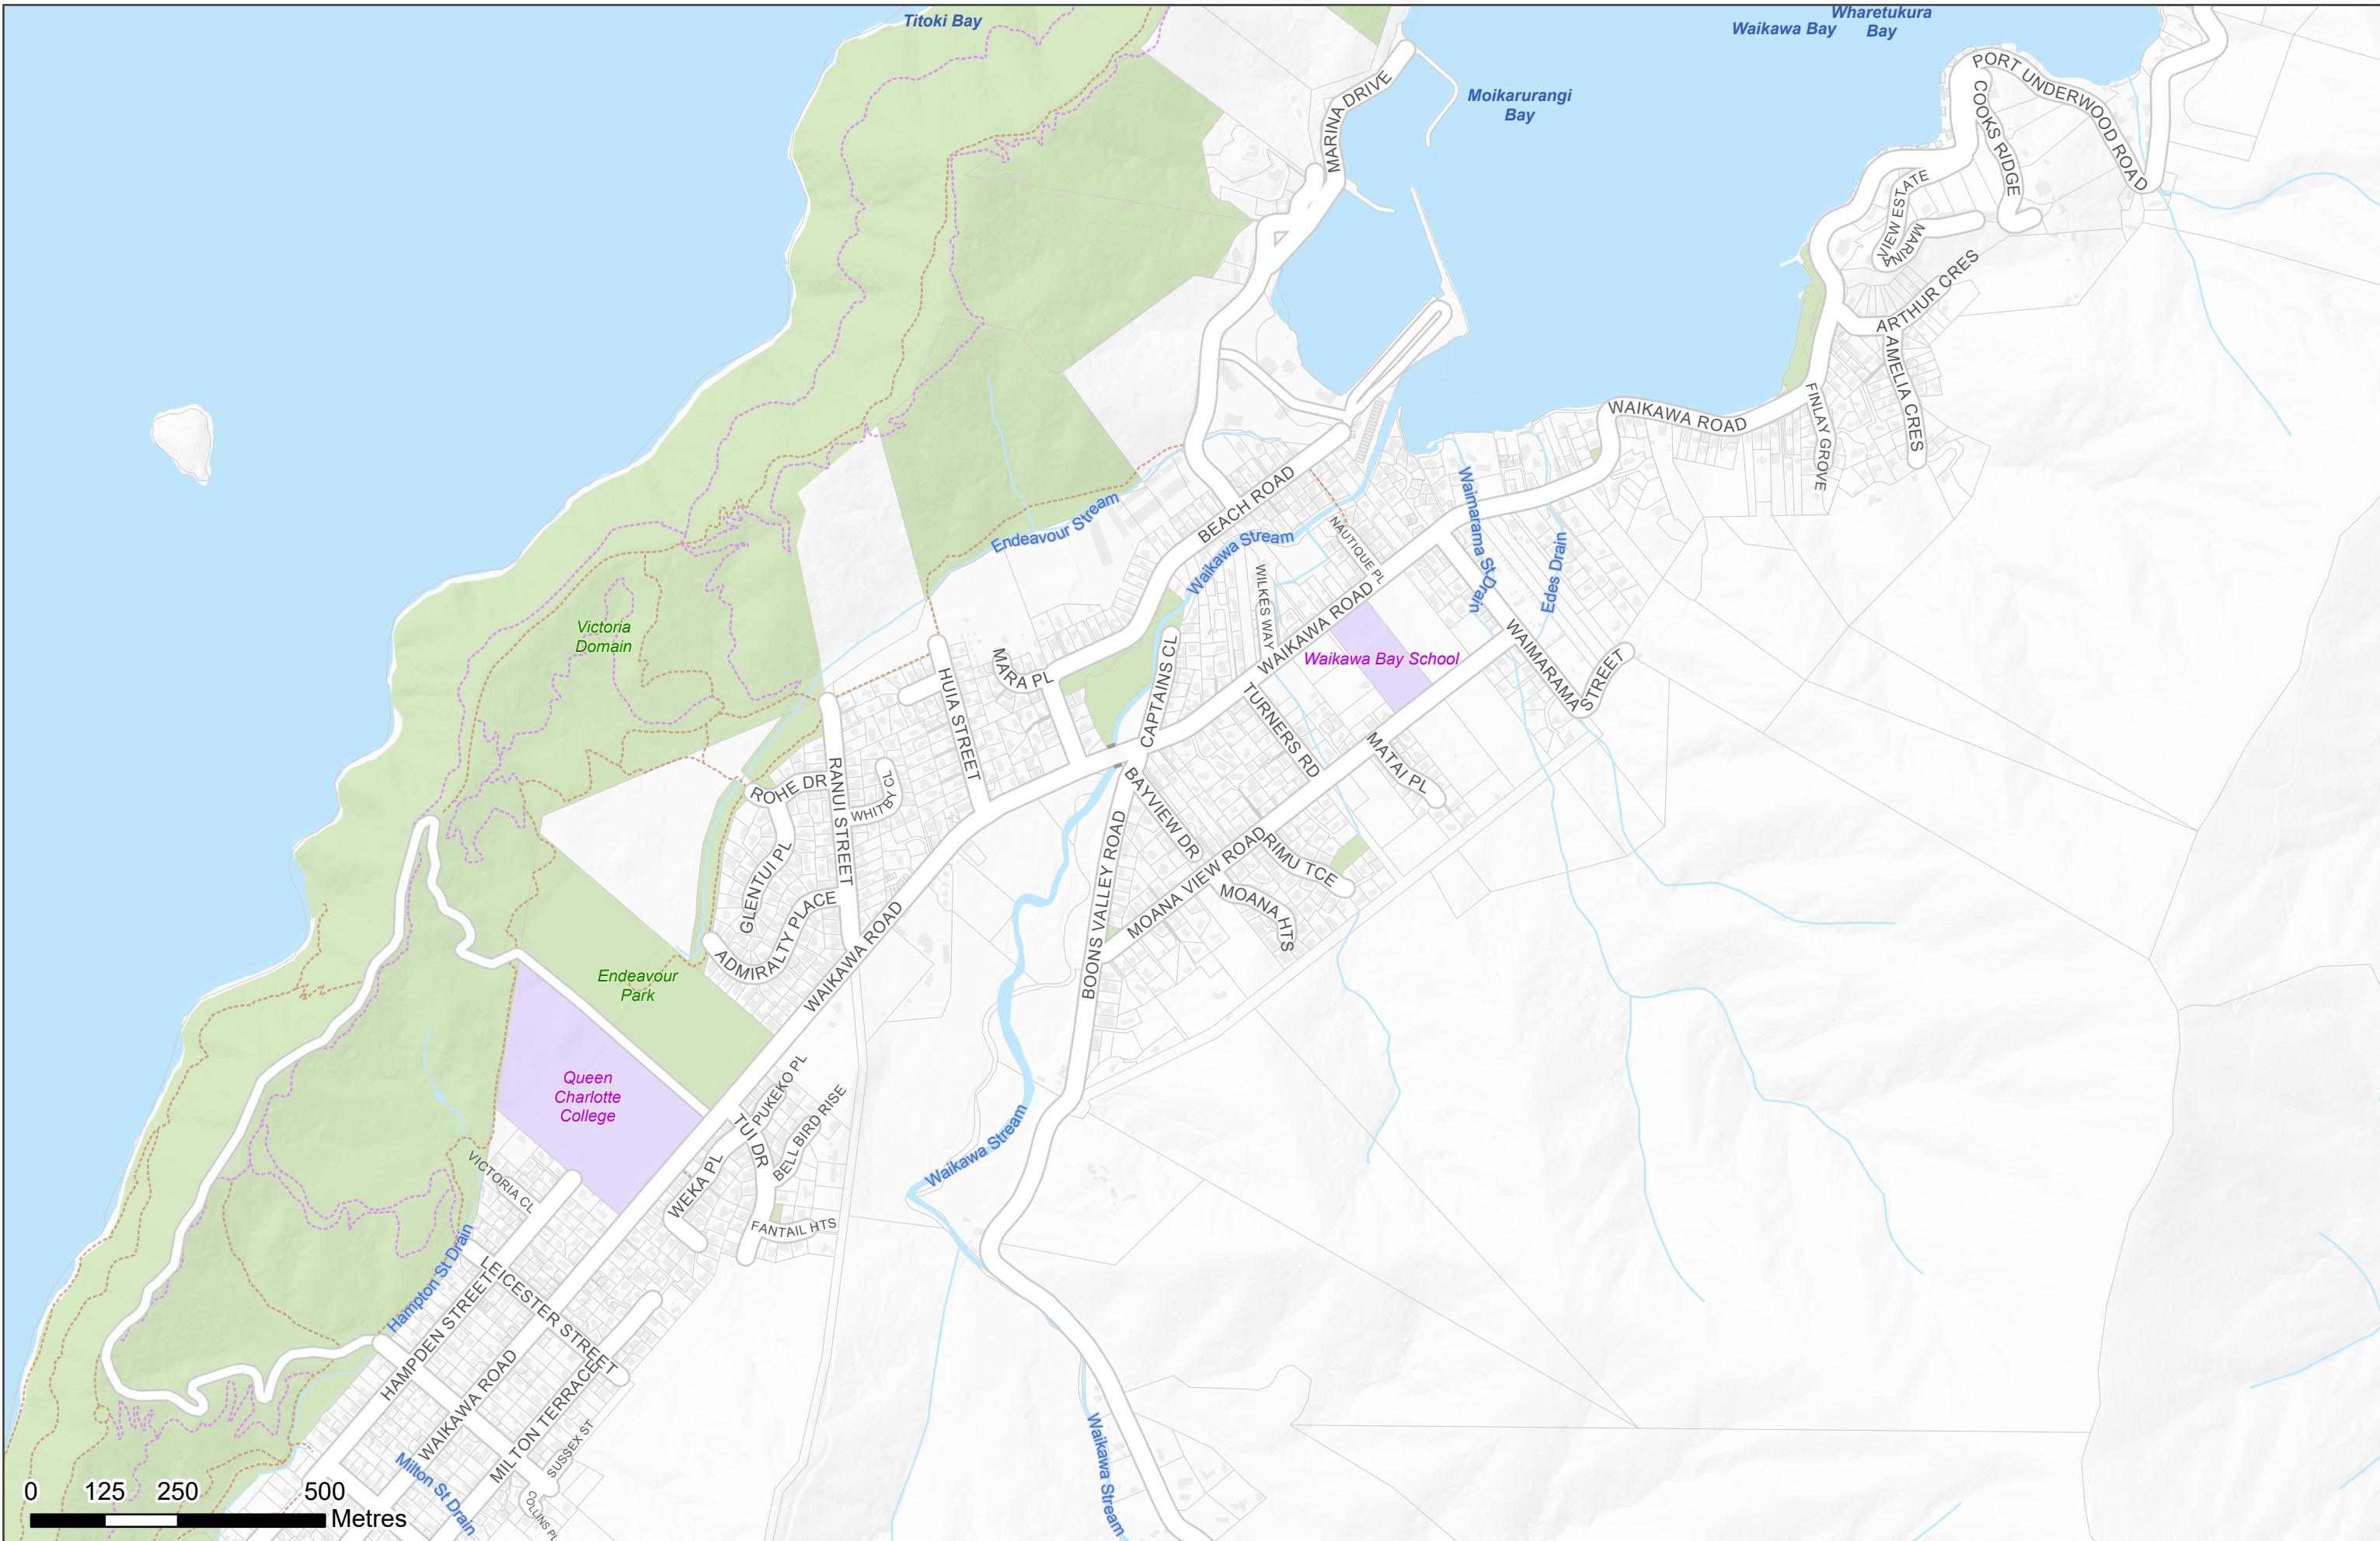 Titoki Bay
Wharetukura
Bay
Waikawa Bay
PORT UNDERWOOD ROAD
COOKS RIDGE
MARINA DRIVE
Moikarurangi
Bay
MARINA
VIEW ESTATE
ARTHUR CRES
AMELIA CRES
FINLAY GROVE
WAIKAWA ROAD
BEACH ROAD
Endeavour Stream
Waikawa Stream
NAUTIQUE PL
Waimarama St Drain
Edes Drain
WILKES WAY
WAIKAWA ROAD
Victoria
Domain
Waikawa Bay School
WAIMARAMA
STREET
MARA PL
HUIA STREET
CAPTAINS CL
TURNERS RD
MATAI PL
ROHE DR
RANUI STREET
WHITBY CL
BAYVIEW DR
GLENTUI PL
BOONS VALLEY ROAD
RIMU TCE
MOANA VIEW ROAD
MOANA HTS
ADMIRALTY PLACE
WAIKAWA ROAD
Endeavour
Park
Queen
Charlotte
College
PUKEKO PL
TUI DR
BELL BIRD RISE
Waikawa Stream
WEKA PL
VICTORIA CL
FANTAIL HTS
Hampton St Drain
LEICESTER STREET
HAMPDEN STREET
WAIKAWA ROAD
MILTON TERRACE
SUSSEX ST
Milton St Drain
COLLINS PL
Waikawa Stream
0 125 250 500
Metres